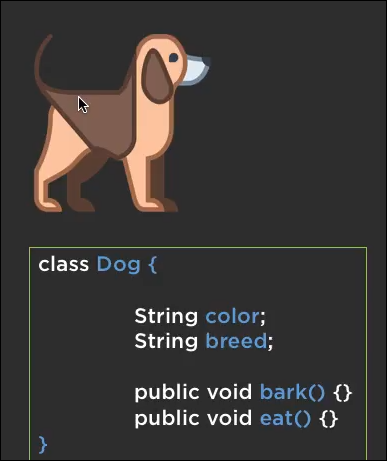 class Dog {
String color;
String breed;
public void bark() {}
public void eat() {}
}